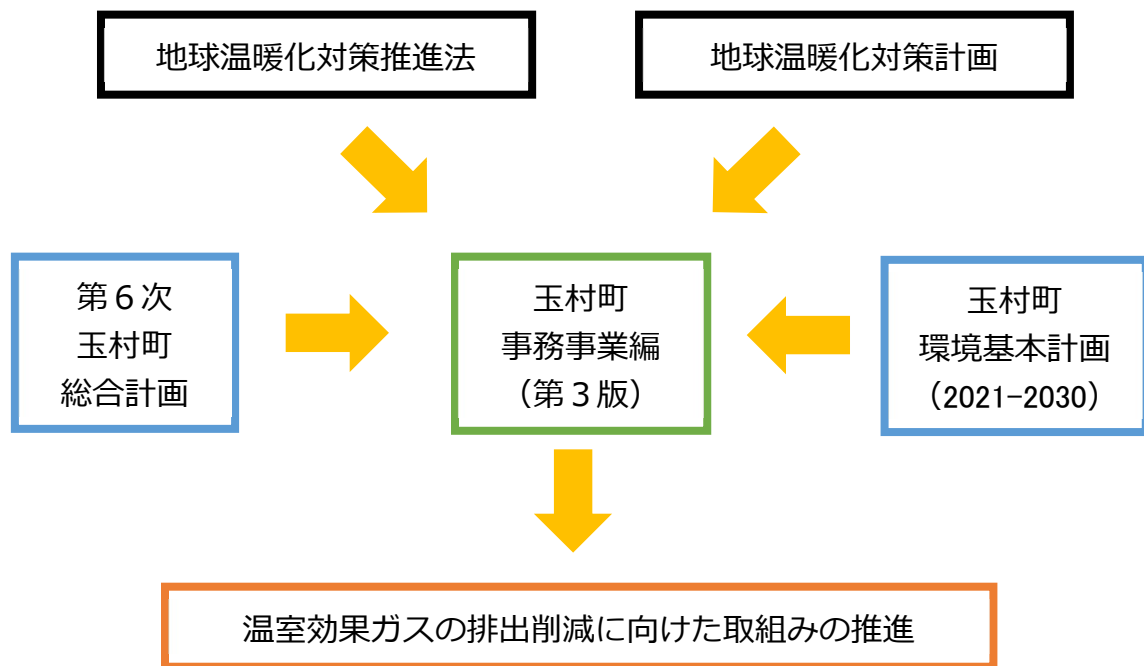 地球温暖化対策推進法
地球温暖化対策計画
第６次
玉村町
総合計画
玉村町
事務事業編
（第３版）
玉村町
環境基本計画
（2021-2030）
温室効果ガスの排出削減に向けた取組みの推進